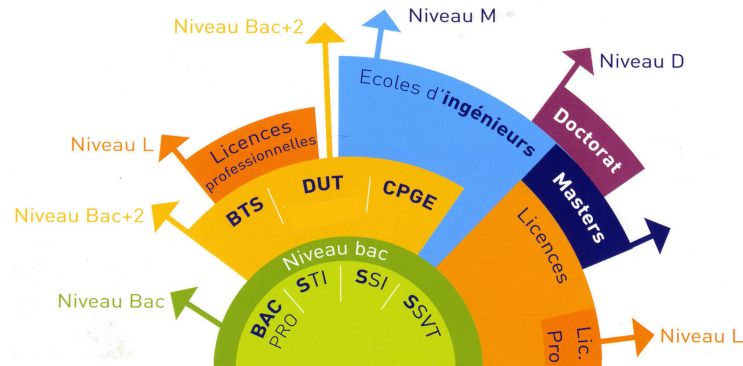 Niveau M
Niveau Bac+2
Niveau D
Ecoles d'ingénieurs
Doctorat
Niveau L
Licences
professionnelles
Masters
BTS
DUT
CPGE
Niveau Bac+2
Licences
Niveau bac
Niveau Bac
BAC
PRO
STI
SSI
SSVT
Lic.
Pro
Niveau L